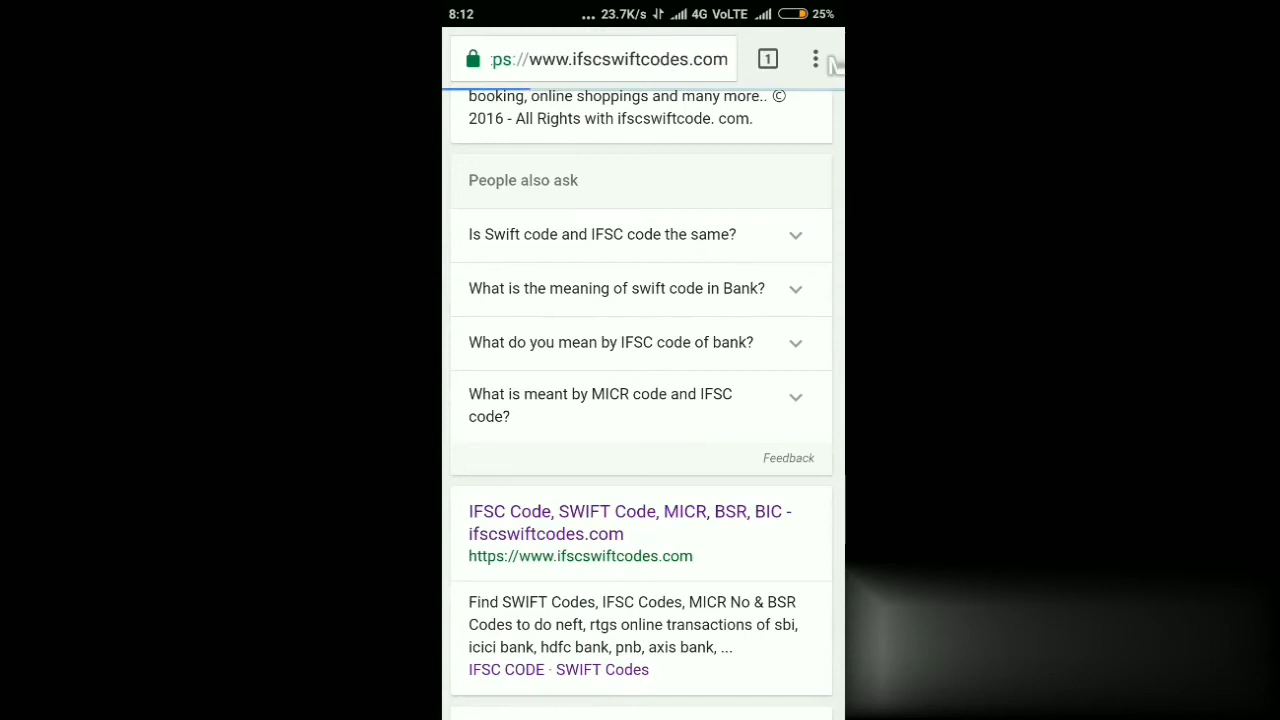 8:12
... 23.7K/s 4G VoLTE 25%
ps://www.ifscswiftcodes.com 1
booking, online shoppings and many more.. ©
2016 - All Rights with ifscswiftcode. com.
People also ask
Is Swift code and IFSC code the same?
What is the meaning of swift code in Bank?
What do you mean by IFSC code of bank?
What is meant by MICR code and IFSC
code?
Feedback
IFSC Code, SWIFT Code, MICR, BSR, BIC -
ifscswiftcodes.com
https://www.ifscswiftcodes.com
Find SWIFT Codes, IFSC Codes, MICR No & BSR
Codes to do neft, rtgs online transactions of sbi,
icici bank, hdfc bank, pnb, axis bank, ...
IFSC CODE · SWIFT Codes